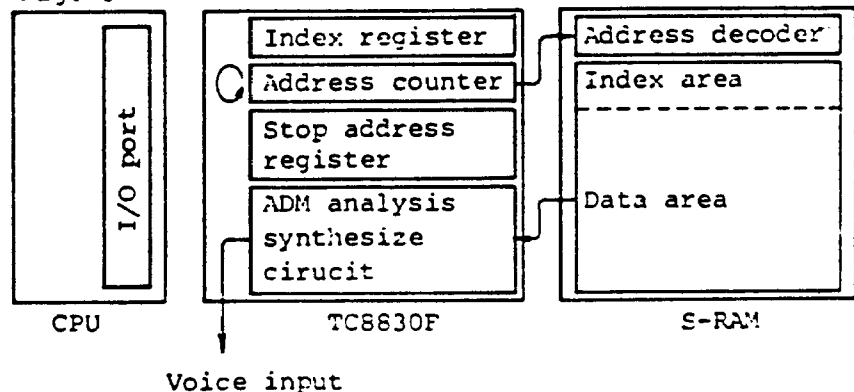 Index register
Address decoder
Address counter
Index area
Stop address
register
I/O port
ADM analysis
Data area
synthesize
cirucit
CPU
TC8830F
S-RAM
Voice input